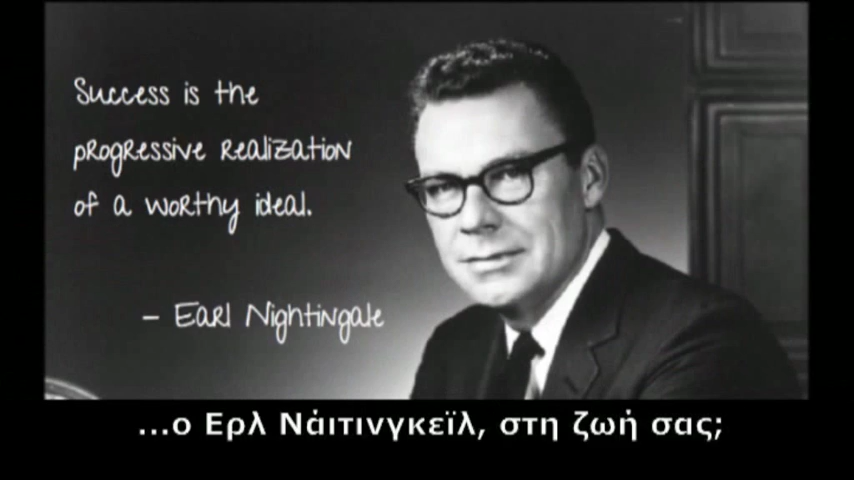 Success is the
progressive realization
of a worthy ideal.
– Earl Nightingale
...ο Ερλ Νάιτινγκεϊλ, στη ζωή σας;